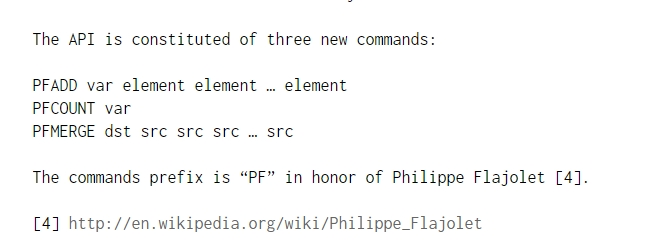 The API is constituted of three new commands:
PFADD var element element … element
PFCOUNT var
PFMERGE dst src src src … src
The commands prefix is “PF” in honor of Philippe Flajolet [4].
[4] http://en.wikipedia.org/wiki/Philippe_Flajolet